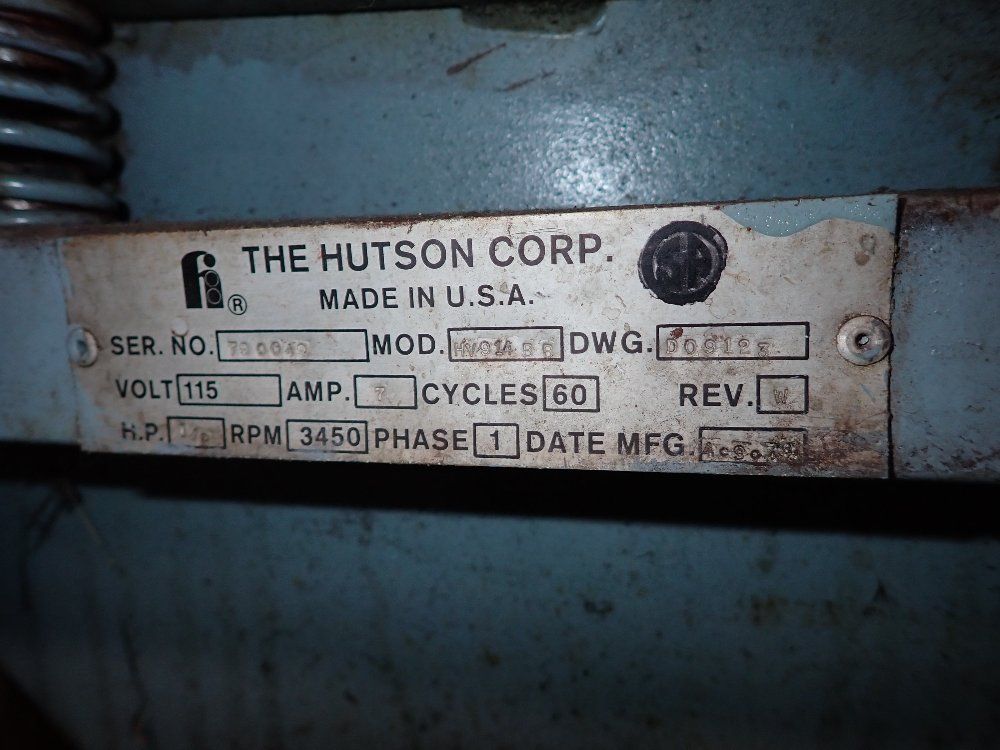 THE HUTSON CORP.
®
MADE IN U.S.A.
SER. NO. MOD. DWG.
VOLT 115 AMP. 7 CYCLES 60 REV. W
H.P. RPM 3450 PHASE 1 DATE MFG.